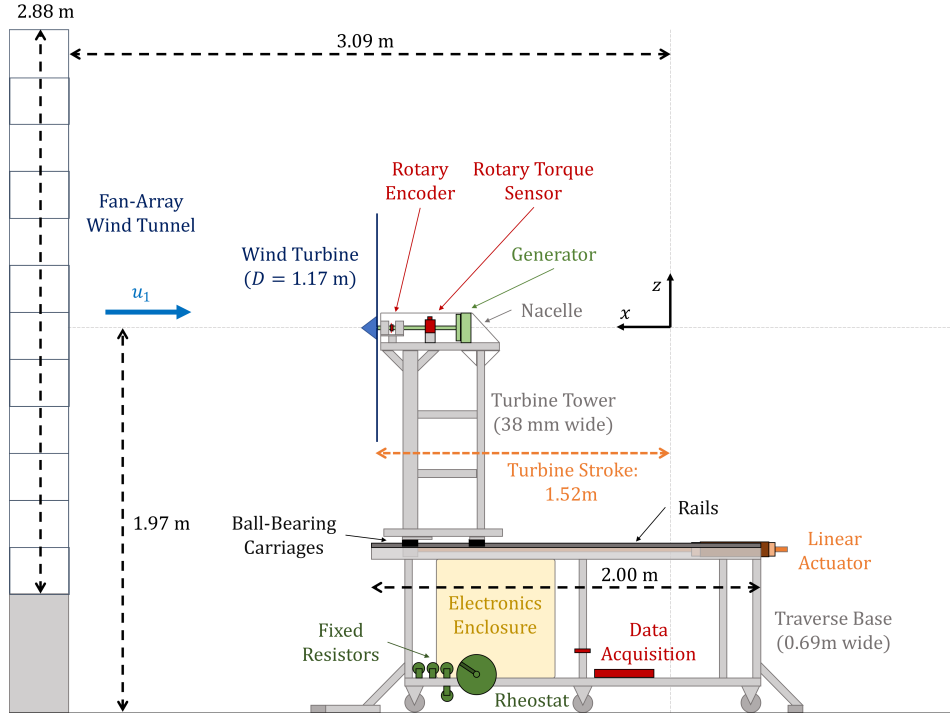 2.88 m
3.09 m
Rotary
Encoder
Rotary Torque
Sensor
Fan-Array
Wind Tunnel
Wind Turbine
(D = 1.17 m)
Generator
u1
Nacelle
z
x
Turbine Tower
(38 mm wide)
Turbine Stroke:
1.52m
1.97 m
Ball-Bearing
Carriages
Rails
Linear
Actuator
2.00 m
Electronics
Enclosure
Traverse Base
(0.69m wide)
Fixed
Resistors
Data
Acquisition
Rheostat